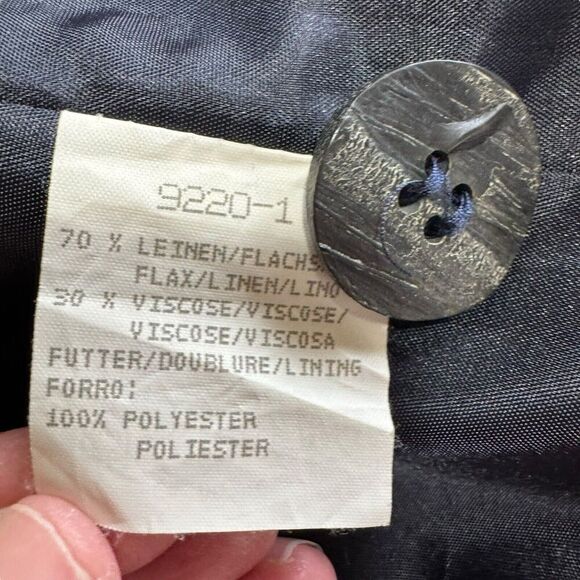 9220-1
70 % LEINEN/FLACHS
FLAX/LINEN/LINO
30 % VISCOSE/VISCOSE/
VISCOSE/VISCOSA
FUTTER/DOUBLURE/LINING
FORRO:
100% POLYESTER
POLIESTER